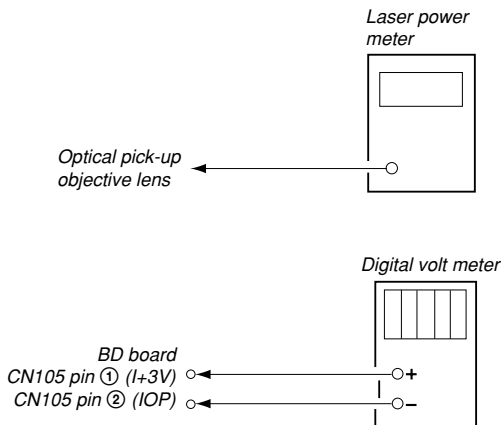 Laser power
meter
Optical pick-up
objective lens
Digital volt meter
BD board
CN105 pin ① (I+3V)
+
CN105 pin ② (IOP)
–